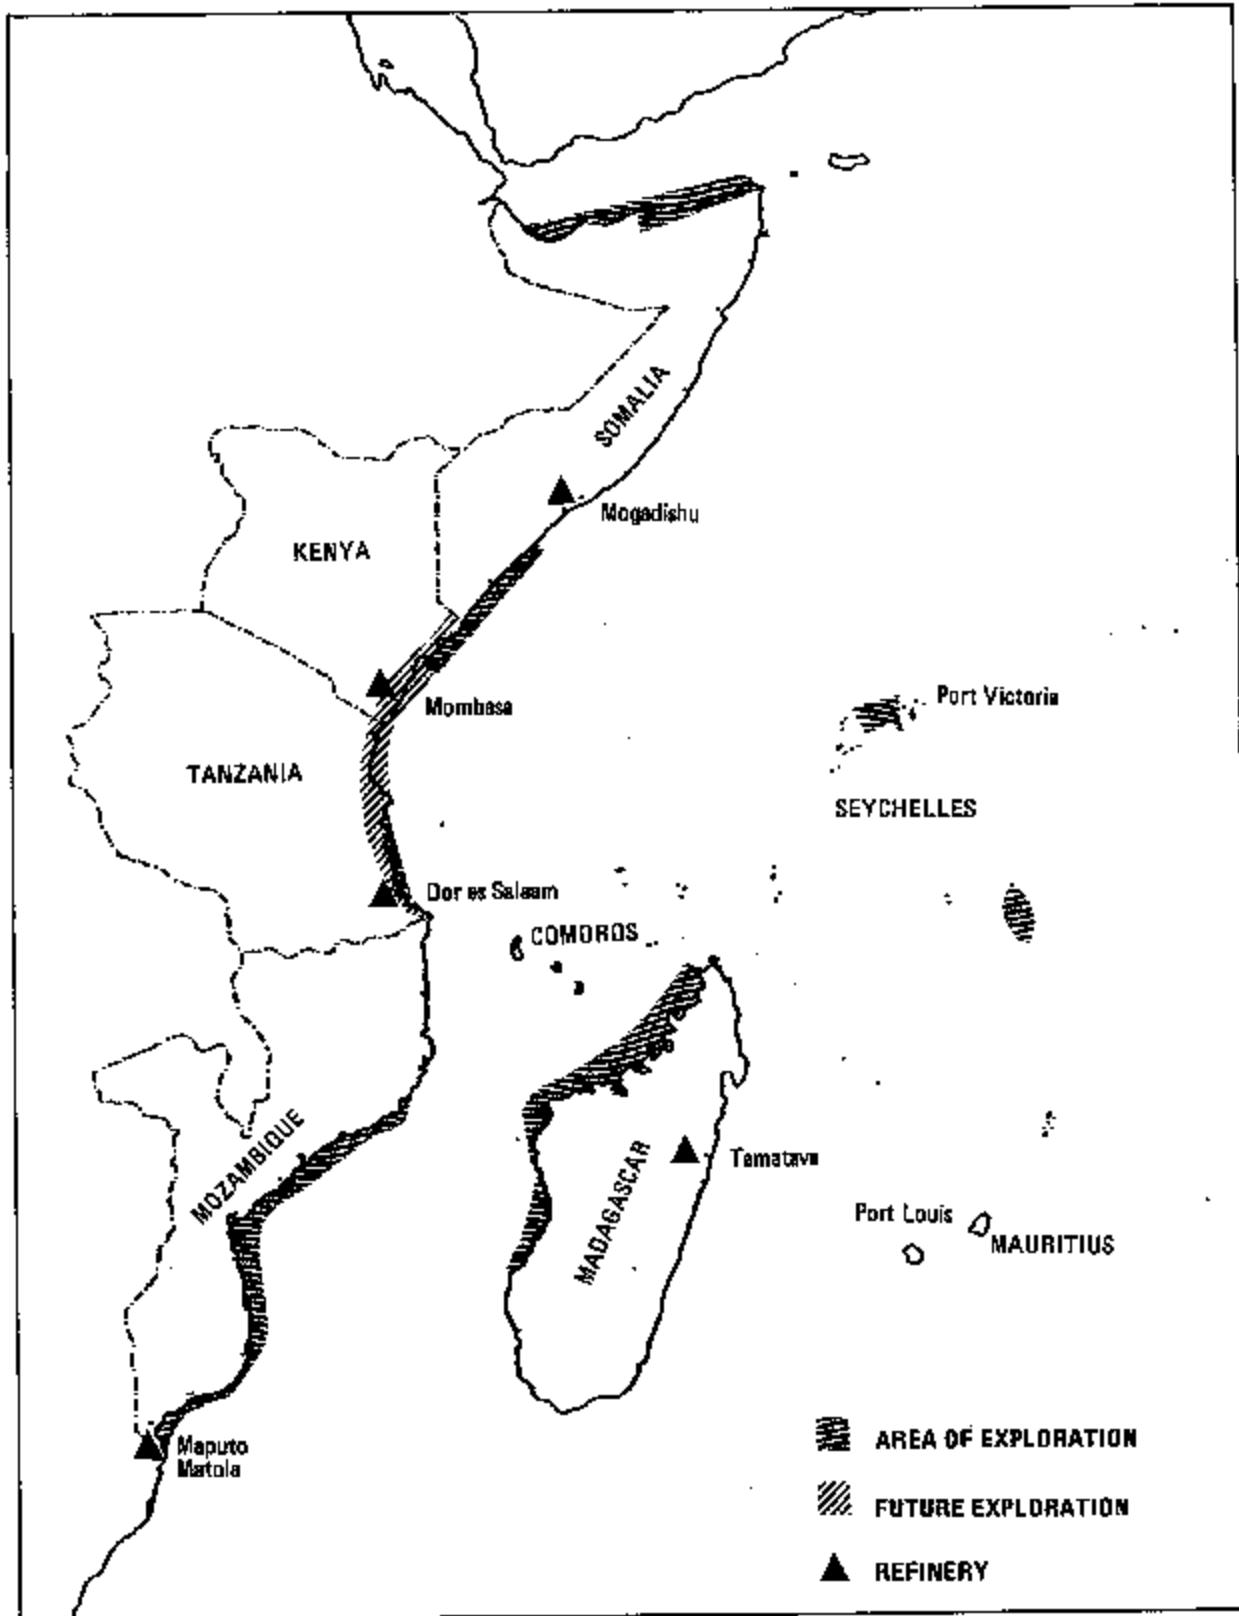 SOMALIA
Mogadishu
KENYA
Mombasa
Port Victoria
TANZANIA
SEYCHELLES
Dar es Salaam
COMOROS
MOZAMBIQUE
MADAGASCAR
Tamatave
Port Louis
MAURITIUS
AREA OF EXPLORATION
Maputo
Matola
FUTURE EXPLORATION
REFINERY